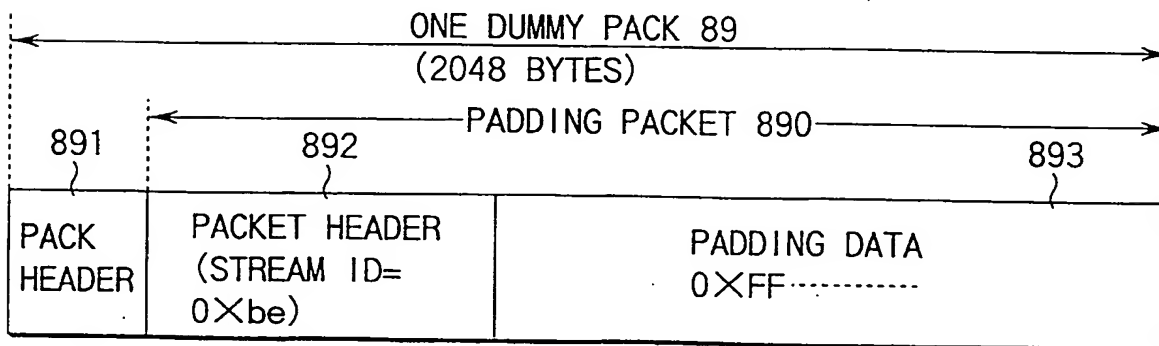 ONE DUMMY PACK 89
(2048 BYTES)
PADDING PACKET 890
891
892
893
PACK
HEADER
PACKET HEADER
(STREAM ID=
0×be)
PADDING DATA
0×FF------------